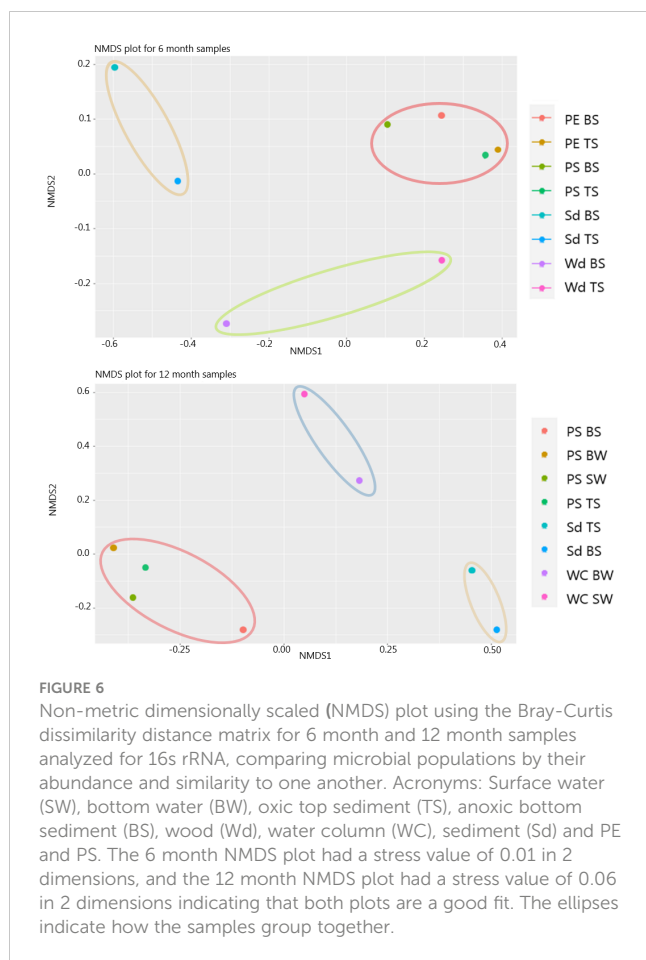 NMDS plot for 6 month samples
0.2
0.1
0.0
-0.1
-0.2
NMDS2
-0.6
-0.4
-0.2
0.0
0.2
0.4
NMDS1
PE BS
PE TS
PS BS
PS TS
Sd BS
Sd TS
Wd BS
Wd TS
NMDS plot for 12 month samples
0.6
0.4
0.2
0.0
-0.2
NMDS2
-0.25
0.00
0.25
0.50
NMDS1
PS BS
PS BW
PS SW
PS TS
Sd TS
Sd BS
WC BW
WC SW
FIGURE 6
Non-metric dimensionally scaled (NMDS) plot using the Bray-Curtis
dissimilarity distance matrix for 6 month and 12 month samples
analyzed for 16s rRNA, comparing microbial populations by their
abundance and similarity to one another. Acronyms: Surface water
(SW), bottom water (BW), oxic top sediment (TS), anoxic bottom
sediment (BS), wood (Wd), water column (WC), sediment (Sd) and PE
and PS. The 6 month NMDS plot had a stress value of 0.01 in 2
dimensions, and the 12 month NMDS plot had a stress value of 0.06
in 2 dimensions indicating that both plots are a good fit. The ellipses
indicate how the samples group together.